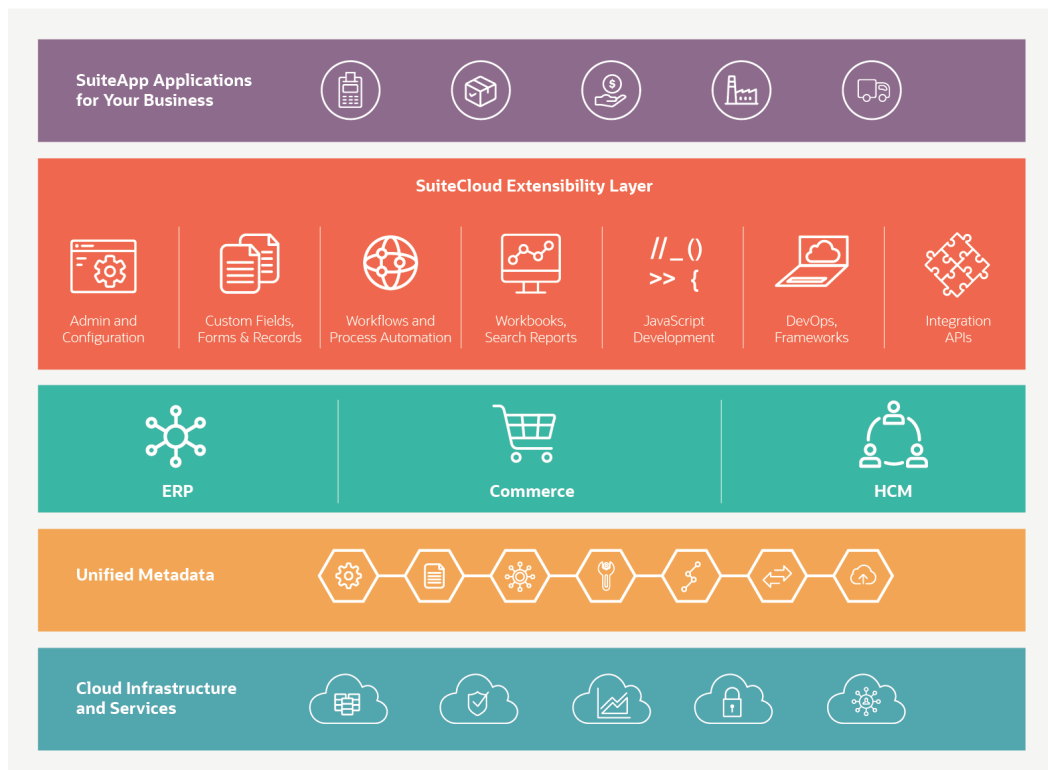 SuiteApp Applications
for Your Business
SuiteCloud Extensibility Layer
Admin and
Configuration
Custom Fields,
Forms & Records
Workflows and
Process Automation
Workbooks,
Search Reports
//_()
>> {
JavaScript
Development
DevOps,
Frameworks
Integration
APIs
ERP
Commerce
HCM
Unified Metadata
Cloud Infrastructure
and Services